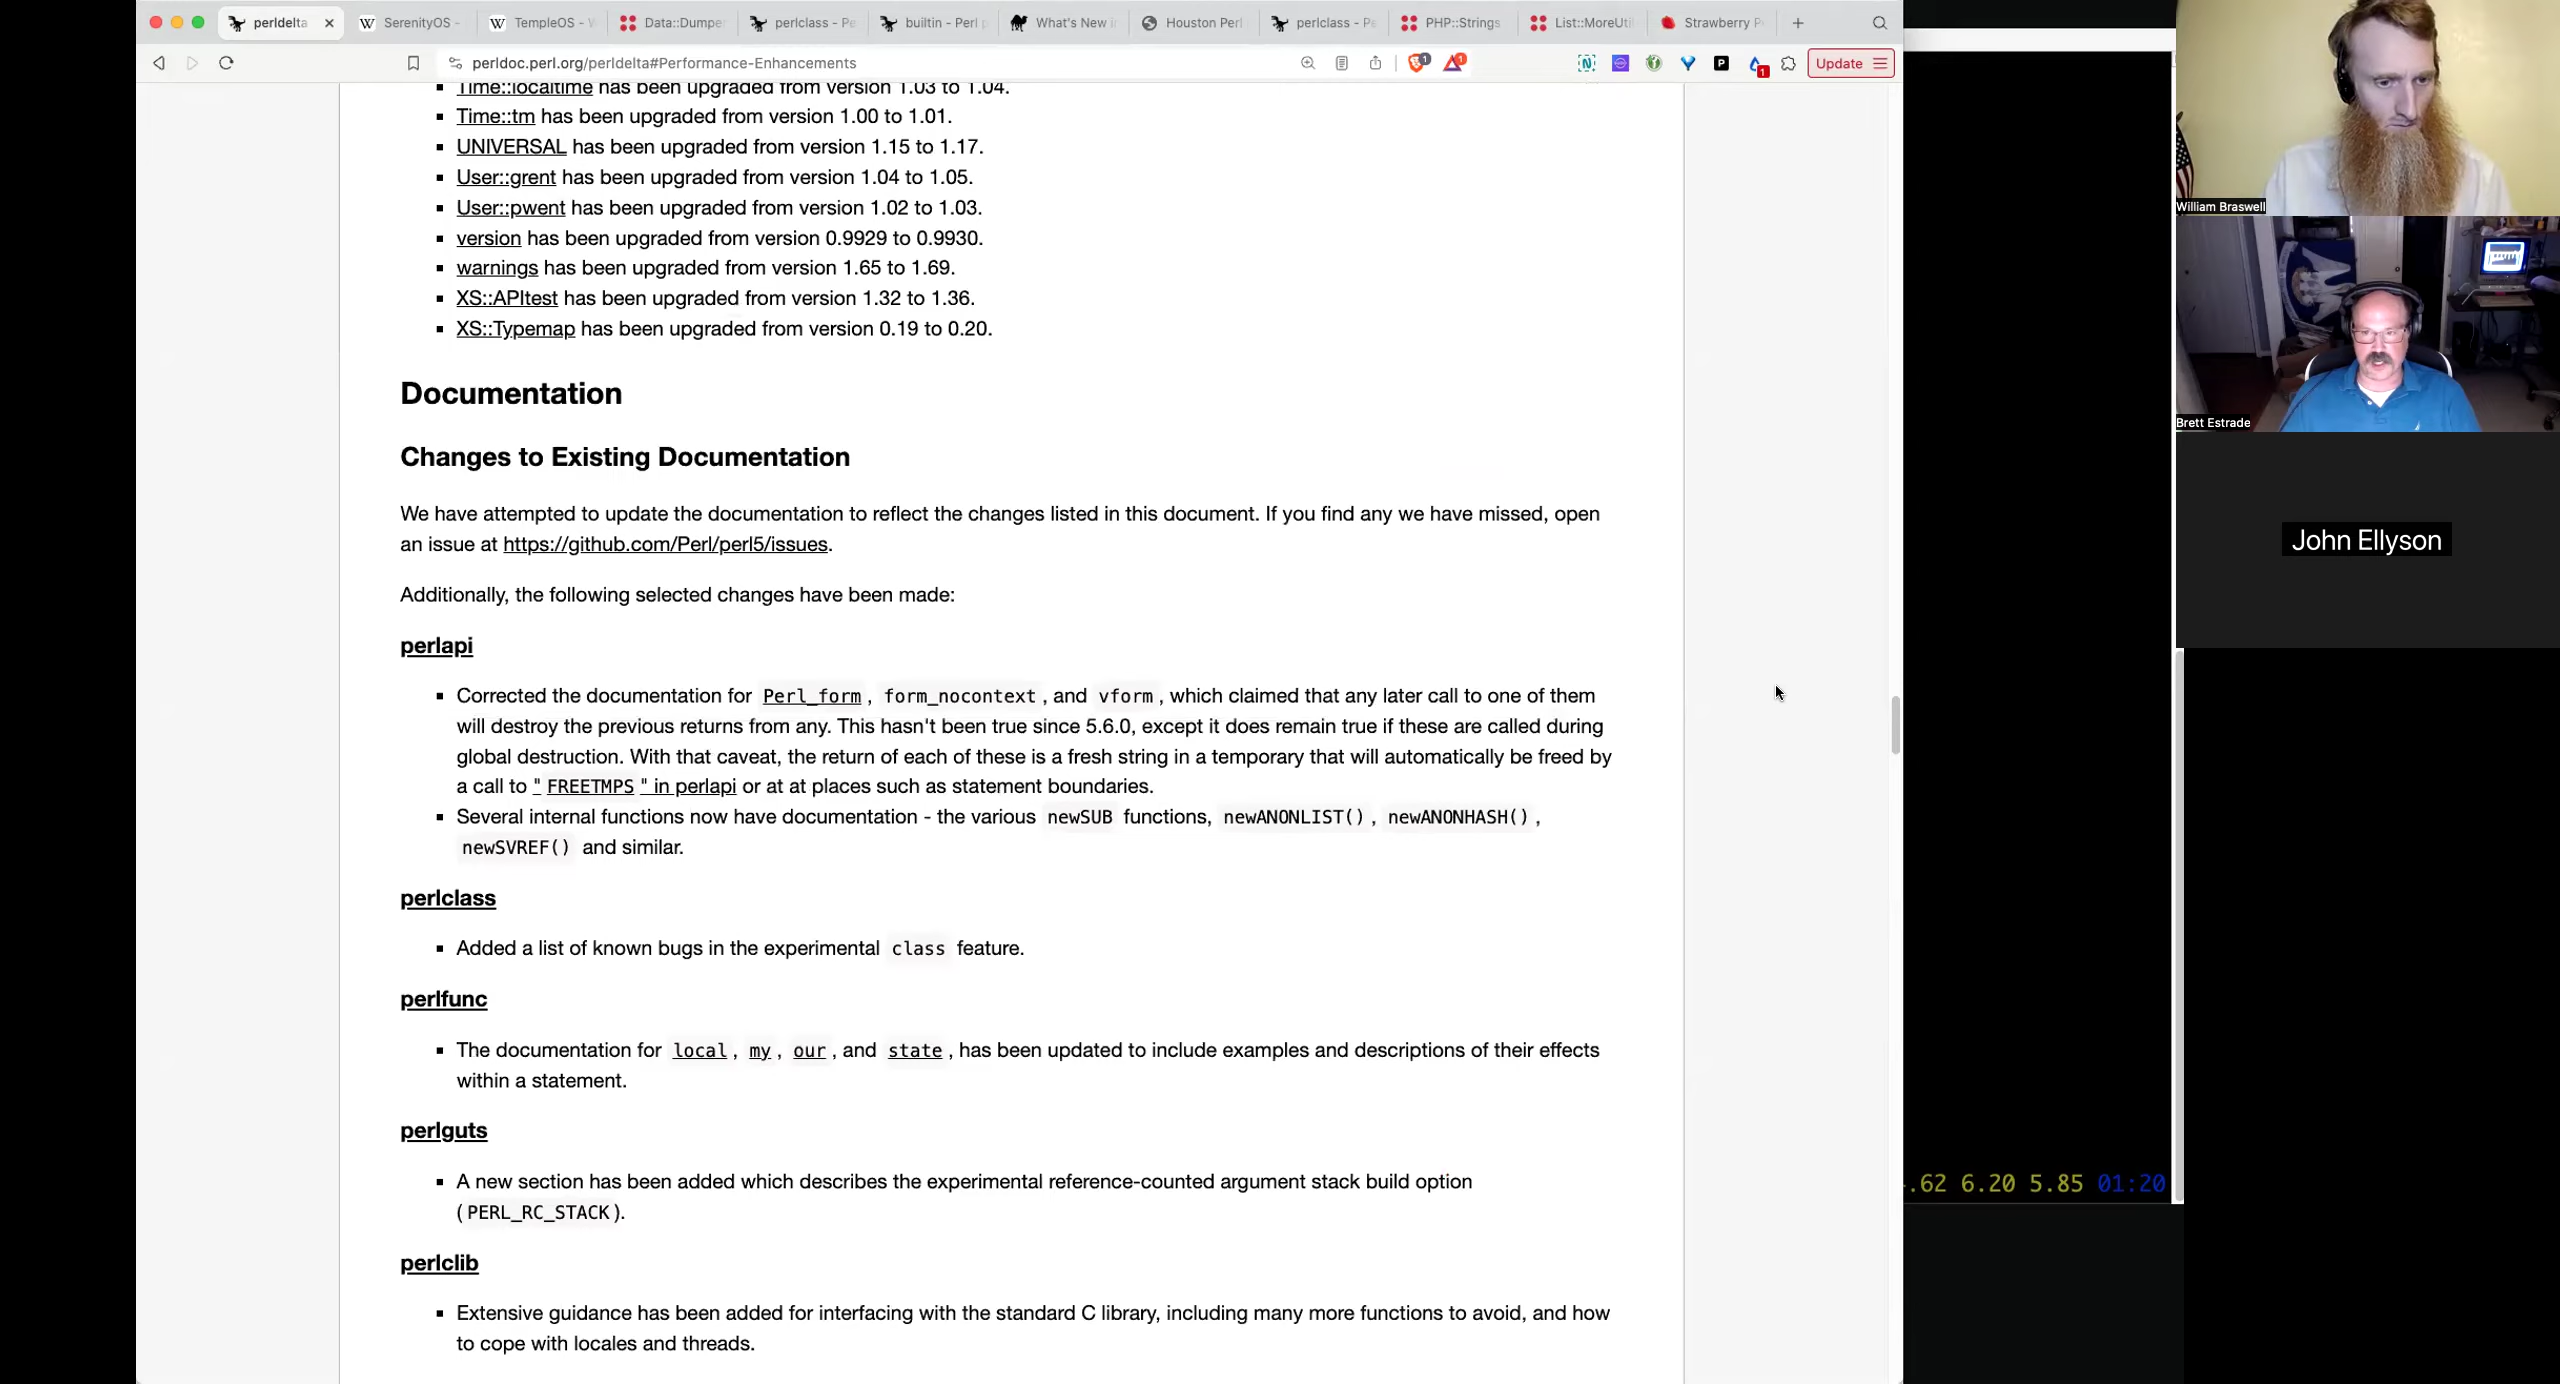 perldelta
SerenityOS -
TempleOS - W
Data::Dumpe
perlclass - Pe
builtin - Perl p
What's New i
Houston Perl
perlclass - Pe
PHP::Strings
List::MoreUti
Strawberry P
perldoc.perl.org/perldelta#Performance-Enhancements
Update
Time::localtime has been upgraded from version 1.03 to 1.04.
Time::tm has been upgraded from version 1.00 to 1.01.
UNIVERSAL has been upgraded from version 1.15 to 1.17.
User::grent has been upgraded from version 1.04 to 1.05.
User::pwent has been upgraded from version 1.02 to 1.03.
version has been upgraded from version 0.9929 to 0.9930.
warnings has been upgraded from version 1.65 to 1.69.
XS::APItest has been upgraded from version 1.32 to 1.36.
XS::Typemap has been upgraded from version 0.19 to 0.20.
Documentation
Changes to Existing Documentation
We have attempted to update the documentation to reflect the changes listed in this document. If you find any we have missed, open
an issue at https://github.com/Perl/perl5/issues.
Additionally, the following selected changes have been made:
perlapi
Corrected the documentation for Perl_form , form_nocontext , and vform , which claimed that any later call to one of them
will destroy the previous returns from any. This hasn't been true since 5.6.0, except it does remain true if these are called during
global destruction. With that caveat, the return of each of these is a fresh string in a temporary that will automatically be freed by
a call to " FREETMPS " in perlapi or at at places such as statement boundaries.
Several internal functions now have documentation - the various newSUB functions, newANONLIST() , newANONHASH() ,
newSVREF() and similar.
perlclass
Added a list of known bugs in the experimental class feature.
perlfunc
The documentation for local , my , our , and state , has been updated to include examples and descriptions of their effects
within a statement.
perlguts
A new section has been added which describes the experimental reference-counted argument stack build option
(PERL_RC_STACK).
perlclib
Extensive guidance has been added for interfacing with the standard C library, including many more functions to avoid, and how
to cope with locales and threads.
William Braswell
Brett Estrade
John Ellyson
.62 6.20 5.85 01:20